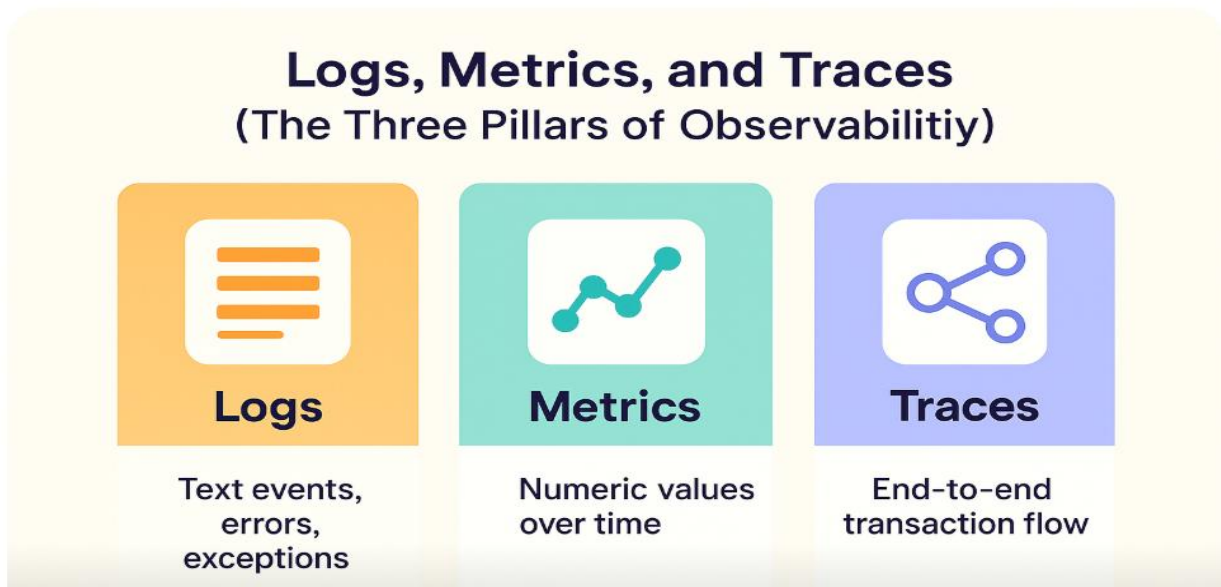 Logs, Metrics, and Traces
(The Three Pillars of Observabilitiy)
Logs
Text events,
errors,
exceptions
Metrics
Numeric values
over time
Traces
End-to-end
transaction flow